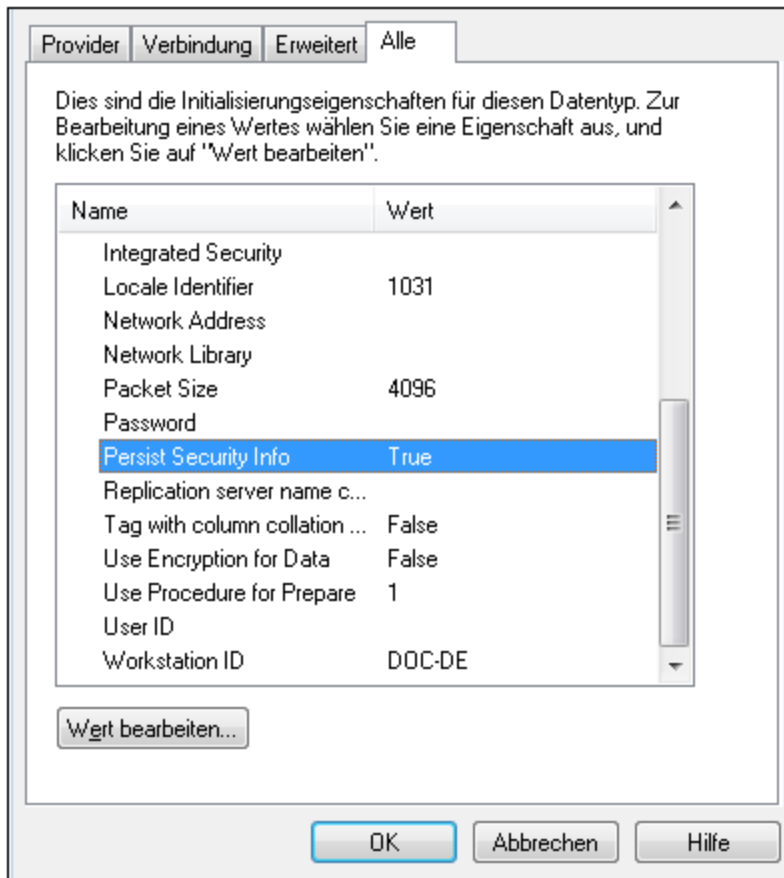 Provider Verbindung Erweitert Alle
Dies sind die Initialisierungseigenschaften für diesen Datentyp. Zur
Bearbeitung eines Wertes wählen Sie eine Eigenschaft aus, und
klicken Sie auf "Wert bearbeiten".
Name Wert
Integrated Security
Locale Identifier 1031
Network Address
Network Library
Packet Size 4096
Password
Persist Security Info True
Replication server name c...
Tag with column collation ... False
Use Encryption for Data False
Use Procedure for Prepare 1
User ID
Workstation ID DOC-DE
Wert bearbeiten...
OK Abbrechen Hilfe